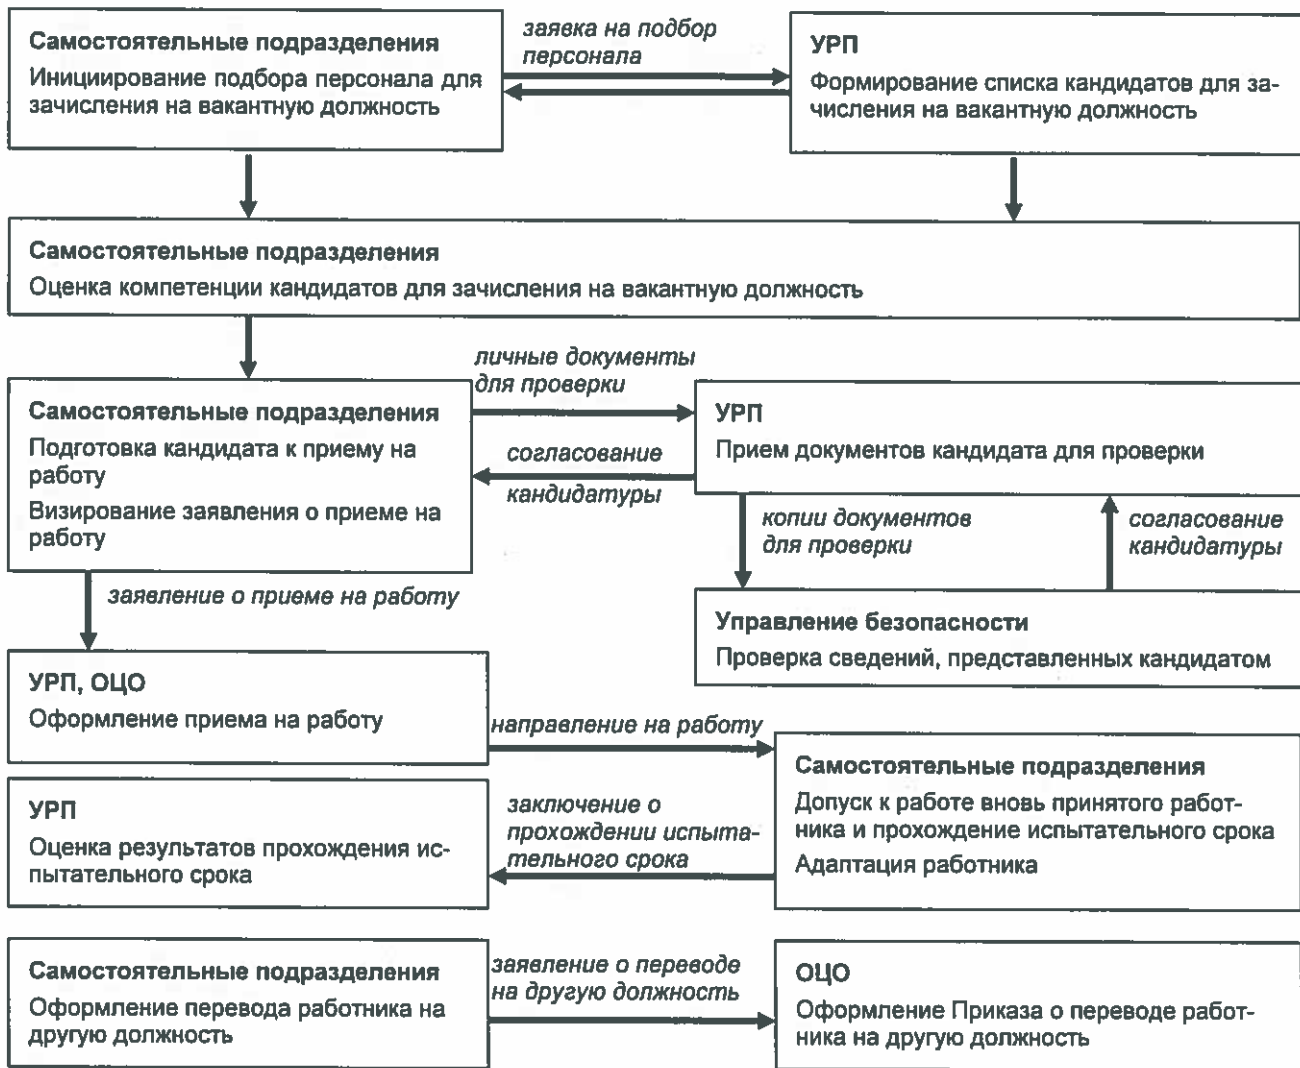 Самостоятельные подразделения
Инициирование подбора персонала для
зачисления на вакантную должность
заявка на подбор
персонала
УРП
Формирование списка кандидатов для за-
числения на вакантную должность
Самостоятельные подразделения
Оценка компетенции кандидатов для зачисления на вакантную должность
Самостоятельные подразделения
Подготовка кандидата к приему на
работу
Визирование заявления о приеме на
работу
личные документы
для проверки
согласование
кандидатуры
УРП
Прием документов кандидата для проверки
копии документов
для проверки
согласование
кандидатуры
заявление о приеме на работу
Управление безопасности
Проверка сведений, представленных кандидатом
УРП, ОЦО
Оформление приема на работу
направление на работу
Самостоятельные подразделения
Допуск к работе вновь принятого работ-
ника и прохождение испытательного срока
Адаптация работника
УРП
Оценка результатов прохождения ис-
пытательного срока
заключение о
прохождении испыта-
тельного срока
Самостоятельные подразделения
Оформление перевода работника на
другую должность
заявление о переводе
на другую должность
ОЦО
Оформление Приказа о переводе работ-
ника на другую должность